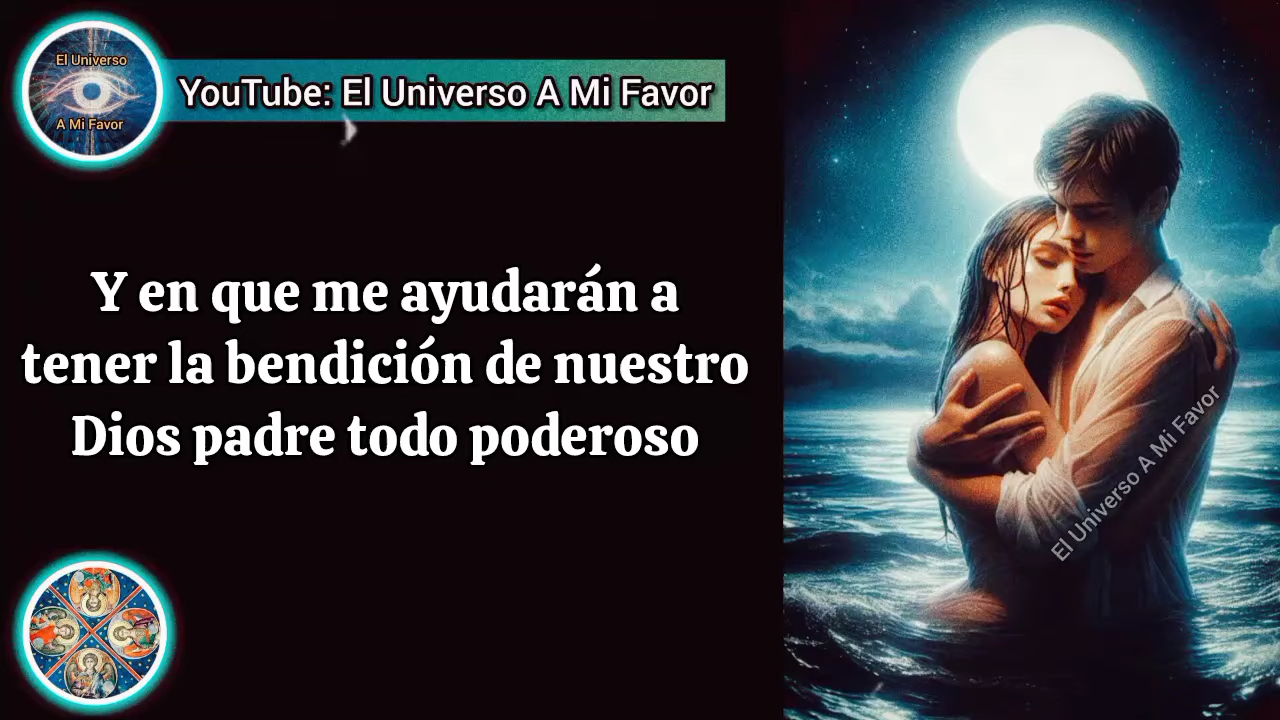 El Universo
A Mi Favor
YouTube: El Universo A Mi Favor
Y en que me ayudarán a
tener la bendición de nuestro
Dios padre todo poderoso
El Universo A Mi Favor